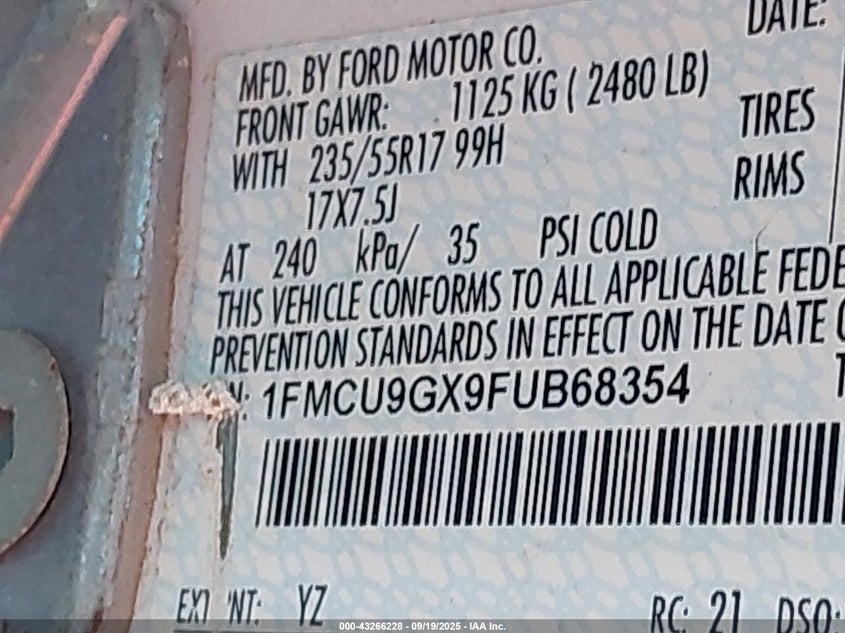 DATE:
MFD. BY FORD MOTOR CO.
FRONT GAWR: 1125 KG ( 2480 LB)
WITH 235/55R17 99H TIRES
17X7.5J RIMS
AT 240 kPa/ 35 PSI COLD
THIS VEHICLE CONFORMS TO ALL APPLICABLE FEDE
PREVENTION STANDARDS IN EFFECT ON THE DATE O
N: 1FMCU9GX9FUB68354 T
EXT NT: YZ RC: 21 DSO:
000-43266228 - 09/19/2025 - IAA Inc.